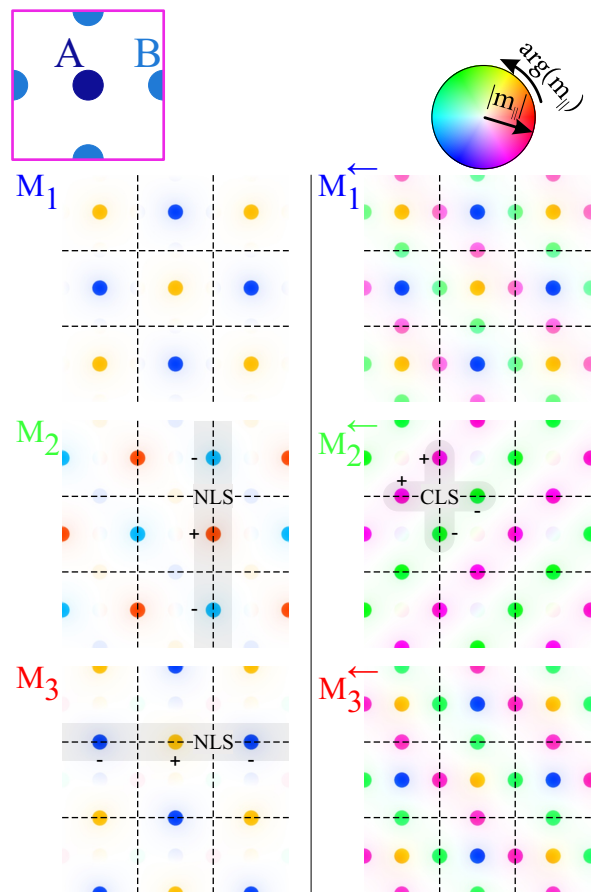 A B
arg(m∥)
|m∥|
M1
M1←
M2
-
NLS
+
-
M2←
+
+
CLS
-
-
M3
NLS
- + -
M3←